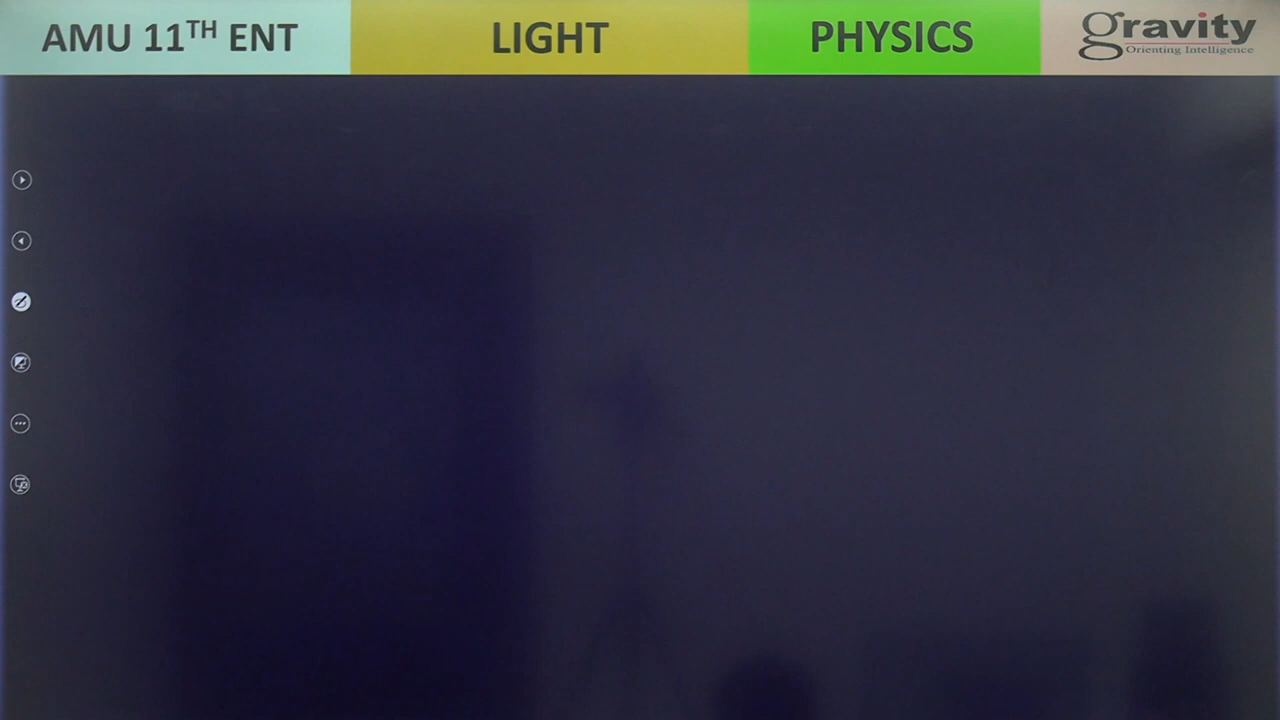 AMU 11TH ENT
LIGHT
PHYSICS
gravity
Orienting Intelligence